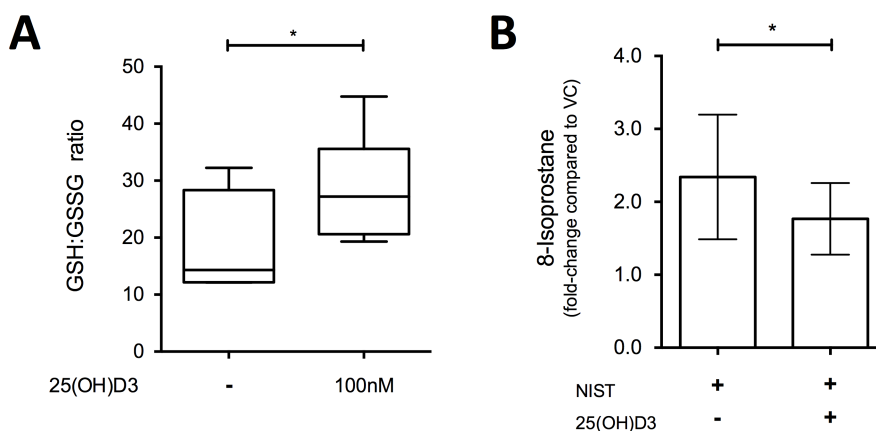 A
*
GSH:GSSG ratio
50
40
30
20
10
0
25(OH)D3 - 100nM
B
*
8-Isoprostane
(fold-change compared to VC)
4.0
3.0
2.0
1.0
0.0
NIST + +
25(OH)D3 - +